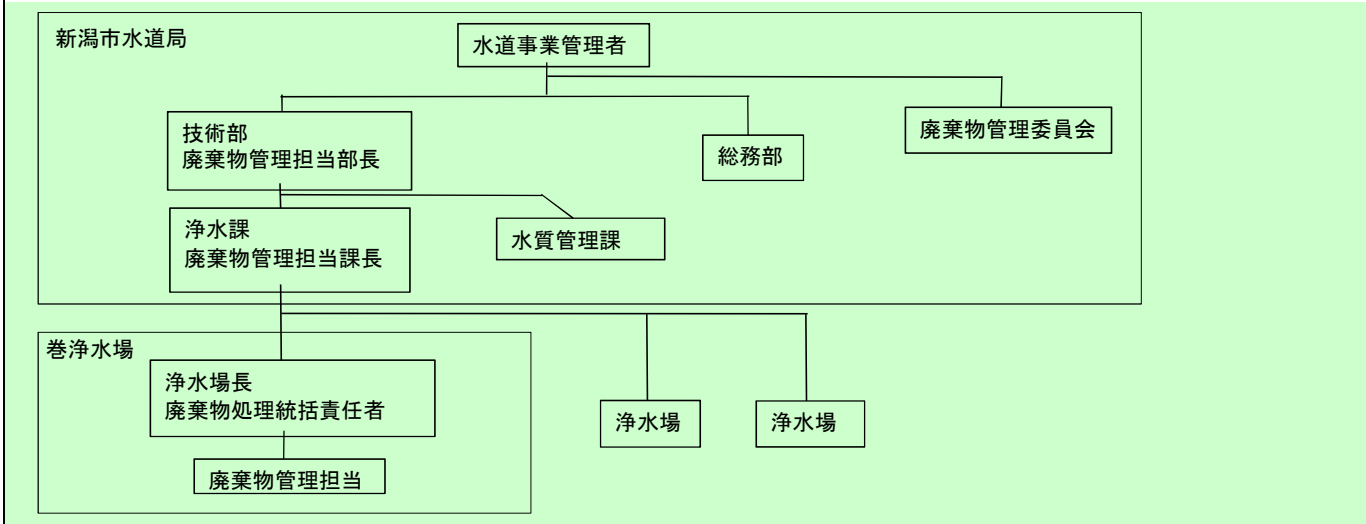 新潟市水道局
水道事業管理者
技術部
廃棄物管理担当部長
総務部
廃棄物管理委員会
浄水課
廃棄物管理担当課長
水質管理課
巻浄水場
浄水場長
廃棄物処理統括責任者
浄水場
浄水場
廃棄物管理担当